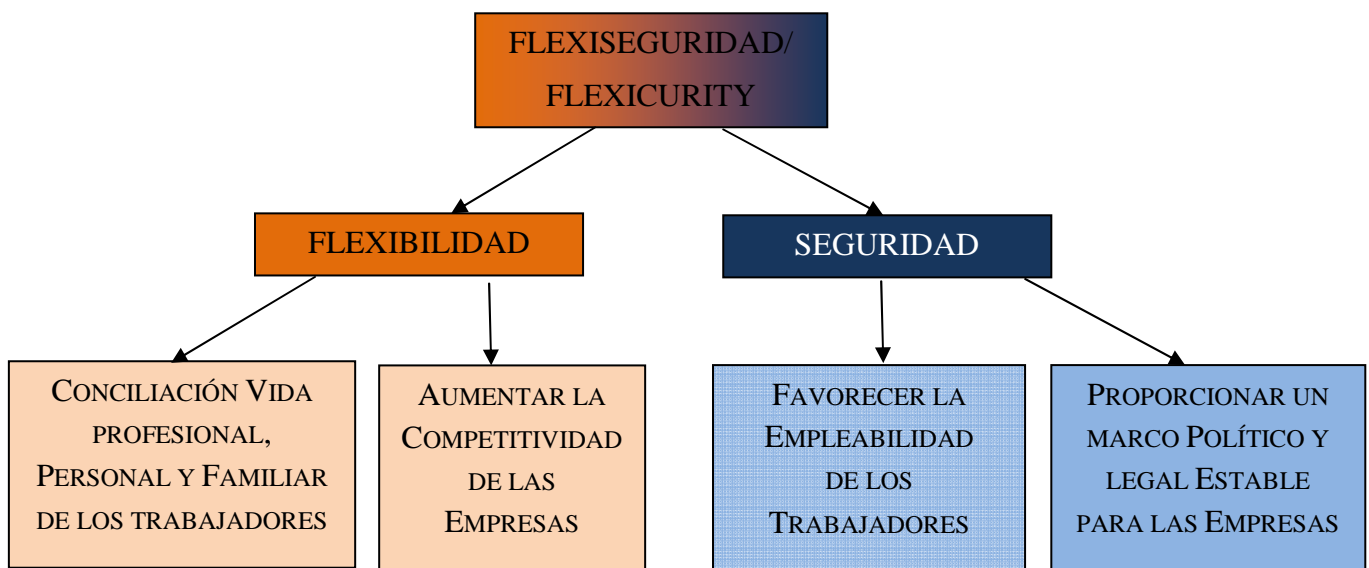 FLEXISEGURIDAD/
FLEXICURITY
FLEXIBILIDAD
SEGURIDAD
CONCILIACIÓN VIDA
PROFESIONAL,
PERSONAL Y FAMILIAR
DE LOS TRABAJADORES
AUMENTAR LA
COMPETITIVIDAD
DE LAS
EMPRESAS
FAVORECER LA
EMPLEABILIDAD
DE LOS
TRABAJADORES
PROPORCIONAR UN
MARCO POLÍTICO Y
LEGAL ESTABLE
PARA LAS EMPRESAS